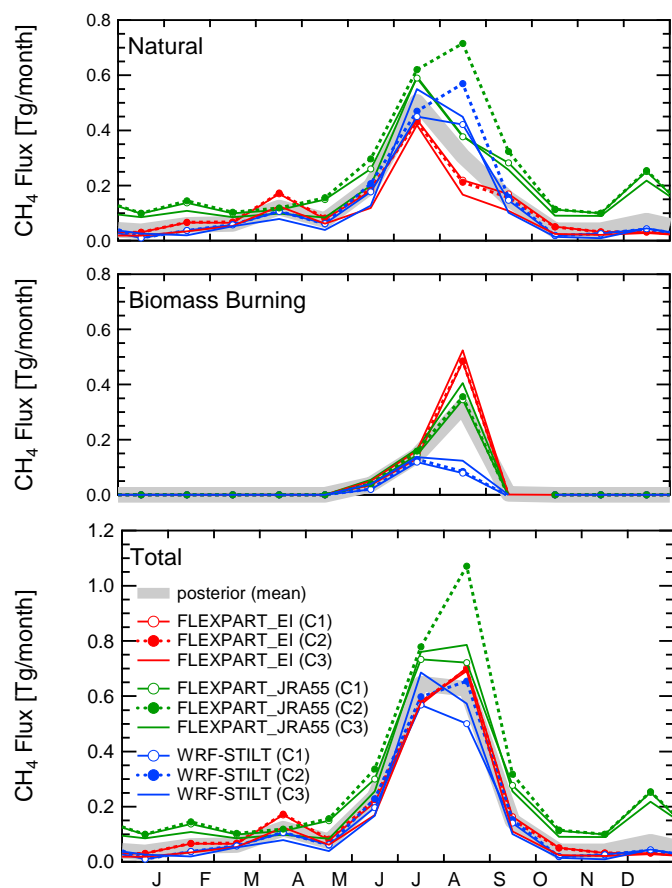 CH4 Flux [Tg/month]
0.8
Natural
0.6
0.4
0.2
0.0
CH4 Flux [Tg/month]
0.8
Biomass Burning
0.6
0.4
0.2
0.0
CH4 Flux [Tg/month]
1.2
Total
1.0
0.8
0.6
0.4
0.2
0.0
posterior (mean)
FLEXPART_EI (C1)
FLEXPART_EI (C2)
FLEXPART_EI (C3)
FLEXPART_JRA55 (C1)
FLEXPART_JRA55 (C2)
FLEXPART_JRA55 (C3)
WRF-STILT (C1)
WRF-STILT (C2)
WRF-STILT (C3)
J F M A M J J A S O N D